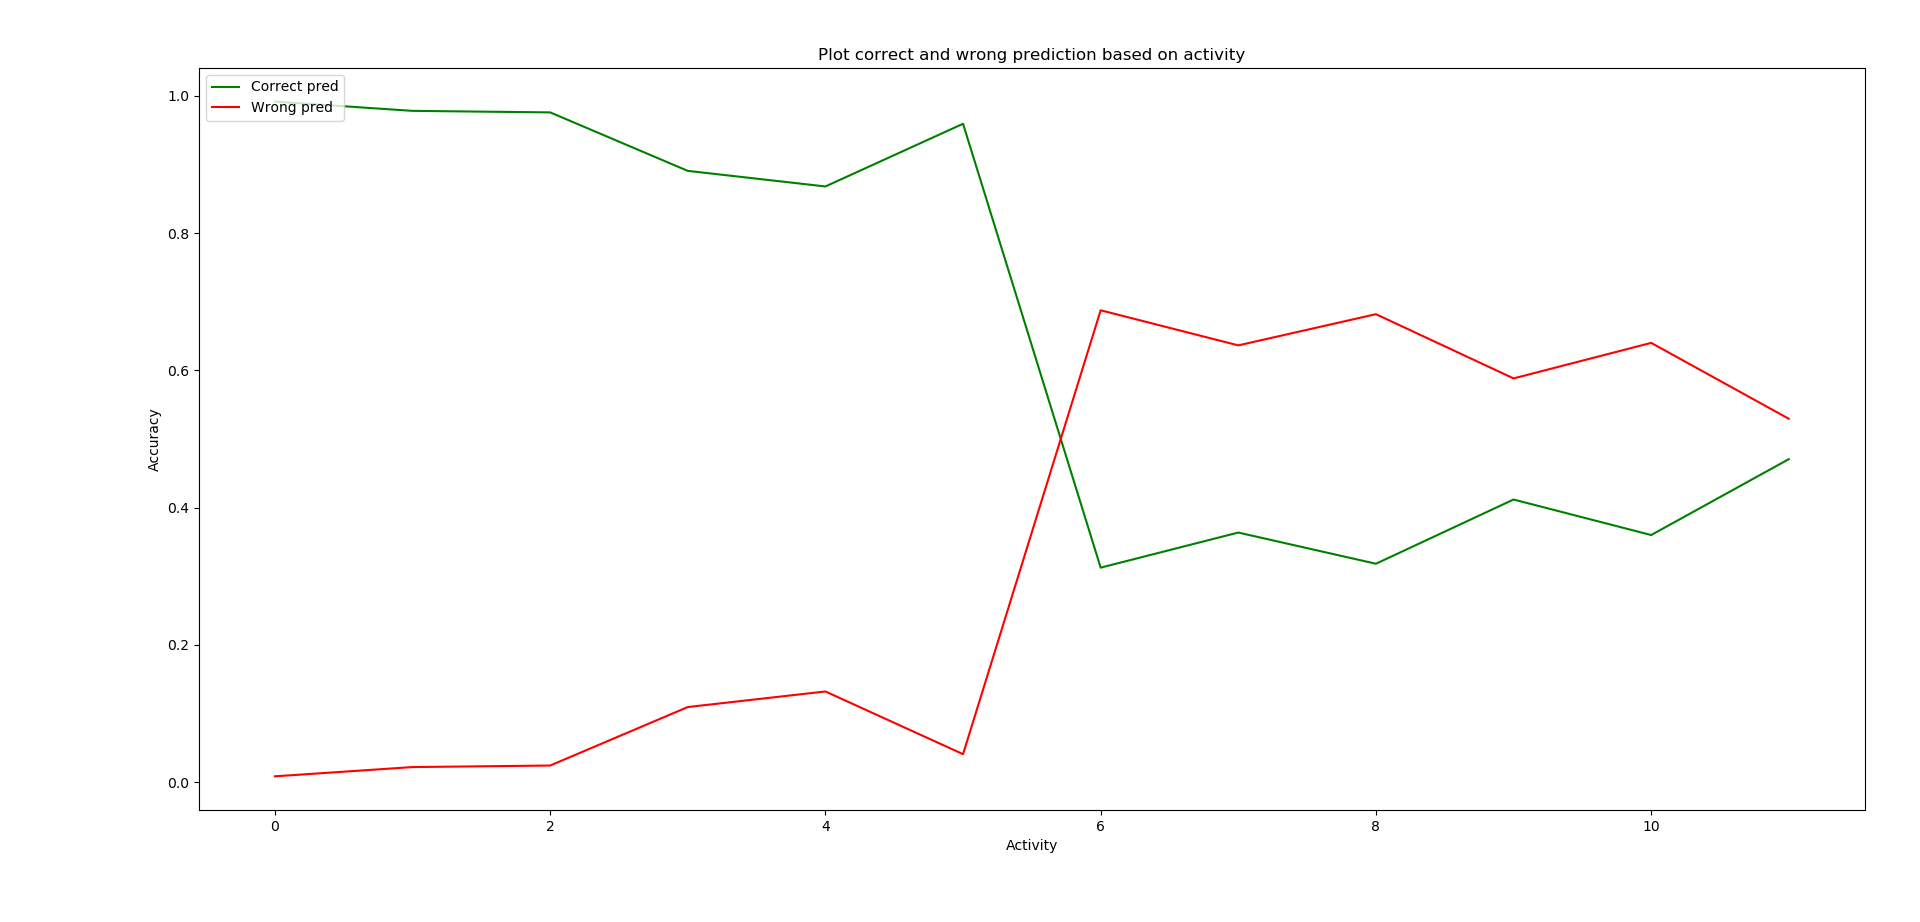 Plot correct and wrong prediction based on activity
Correct pred
Wrong pred
1.0
0.8
0.6
0.4
0.2
0.0
Accuracy
0 2 4 6 8 10
Activity